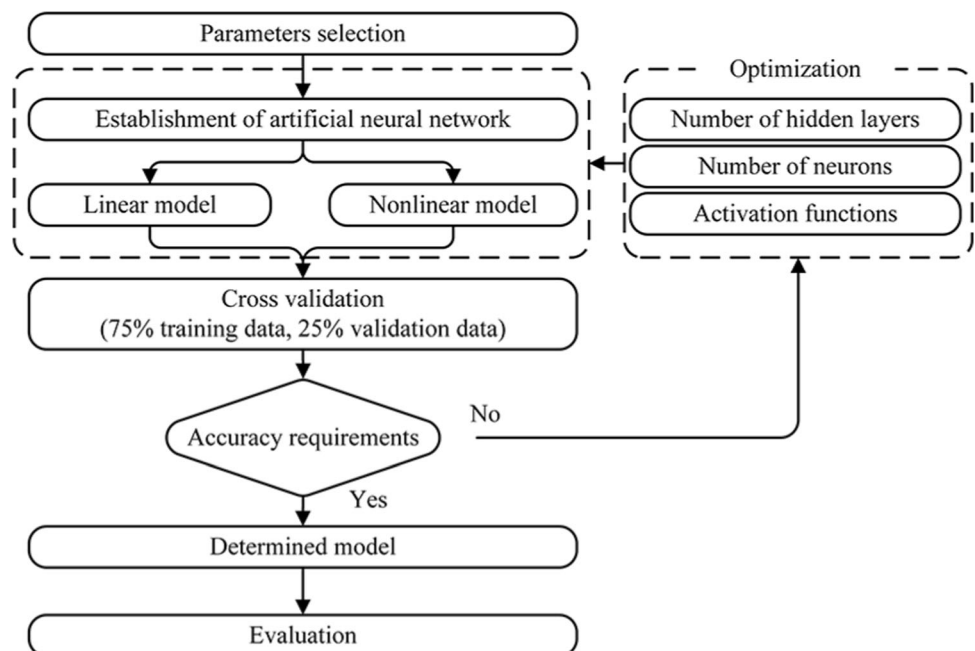 Parameters selection
Optimization
Establishment of artificial neural network
Number of hidden layers
Number of neurons
Linear model
Nonlinear model
Activation functions
Cross validation
(75% training data, 25% validation data)
No
Accuracy requirements
Yes
Determined model
Evaluation